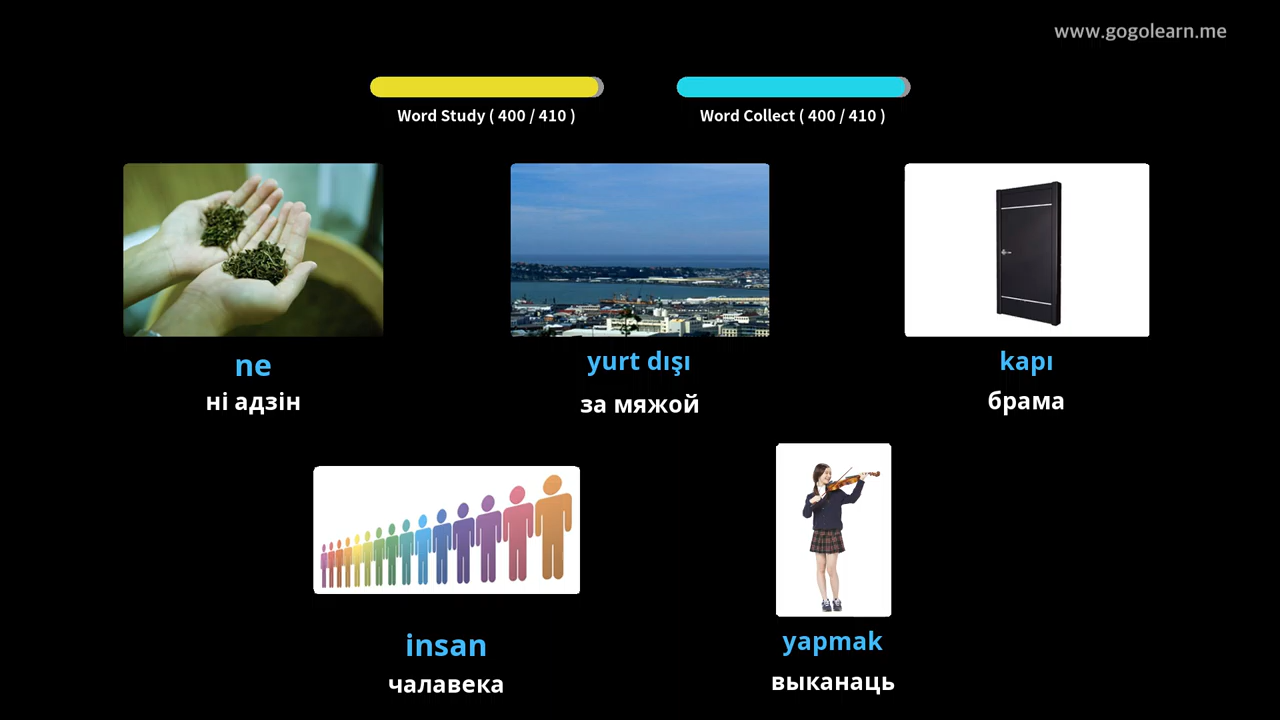 www.gogolearn.me
Word Study ( 400 / 410 )
Word Collect ( 400 / 410 )
ne
ні адзін
yurt dışı
за мяжой
kapı
брама
insan
чалавека
yapmak
выканаць